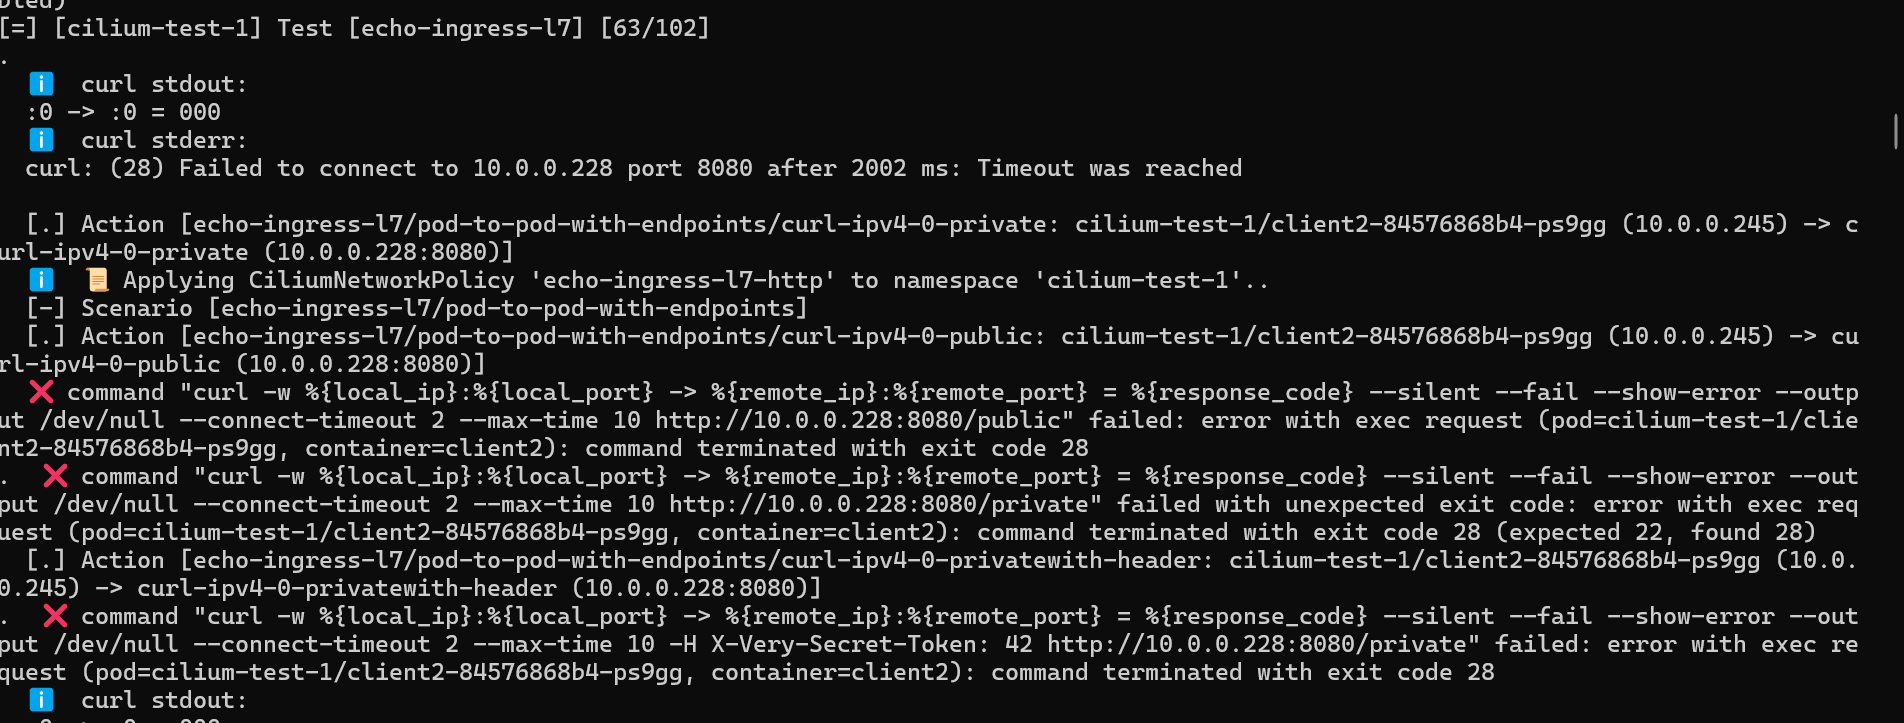 [=] [cilium-test-1] Test [echo-ingress-l7] [63/102]
.
ℹ️ curl stdout:
:0 -> :0 = 000
ℹ️ curl stderr:
curl: (28) Failed to connect to 10.0.0.228 port 8080 after 2002 ms: Timeout was reached
[.] Action [echo-ingress-l7/pod-to-pod-with-endpoints/curl-ipv4-0-private: cilium-test-1/client2-84576868b4-ps9gg (10.0.0.245) -> c
url-ipv4-0-private (10.0.0.228:8080)]
ℹ️ 📜 Applying CiliumNetworkPolicy 'echo-ingress-l7-http' to namespace 'cilium-test-1'..
[-] Scenario [echo-ingress-l7/pod-to-pod-with-endpoints]
[.] Action [echo-ingress-l7/pod-to-pod-with-endpoints/curl-ipv4-0-public: cilium-test-1/client2-84576868b4-ps9gg (10.0.0.245) -> cu
rl-ipv4-0-public (10.0.0.228:8080)]
❌ command "curl -w %{local_ip}:%{local_port} -> %{remote_ip}:%{remote_port} = %{response_code} --silent --fail --show-error --outp
ut /dev/null --connect-timeout 2 --max-time 10 http://10.0.0.228:8080/public" failed: error with exec request (pod=cilium-test-1/clie
nt2-84576868b4-ps9gg, container=client2): command terminated with exit code 28
. ❌ command "curl -w %{local_ip}:%{local_port} -> %{remote_ip}:%{remote_port} = %{response_code} --silent --fail --show-error --out
put /dev/null --connect-timeout 2 --max-time 10 http://10.0.0.228:8080/private" failed with unexpected exit code: error with exec req
uest (pod=cilium-test-1/client2-84576868b4-ps9gg, container=client2): command terminated with exit code 28 (expected 22, found 28)
[.] Action [echo-ingress-l7/pod-to-pod-with-endpoints/curl-ipv4-0-privatewith-header: cilium-test-1/client2-84576868b4-ps9gg (10.0.
0.245) -> curl-ipv4-0-privatewith-header (10.0.0.228:8080)]
. ❌ command "curl -w %{local_ip}:%{local_port} -> %{remote_ip}:%{remote_port} = %{response_code} --silent --fail --show-error --out
put /dev/null --connect-timeout 2 --max-time 10 -H X-Very-Secret-Token: 42 http://10.0.0.228:8080/private" failed: error with exec re
quest (pod=cilium-test-1/client2-84576868b4-ps9gg, container=client2): command terminated with exit code 28
ℹ️ curl stdout: